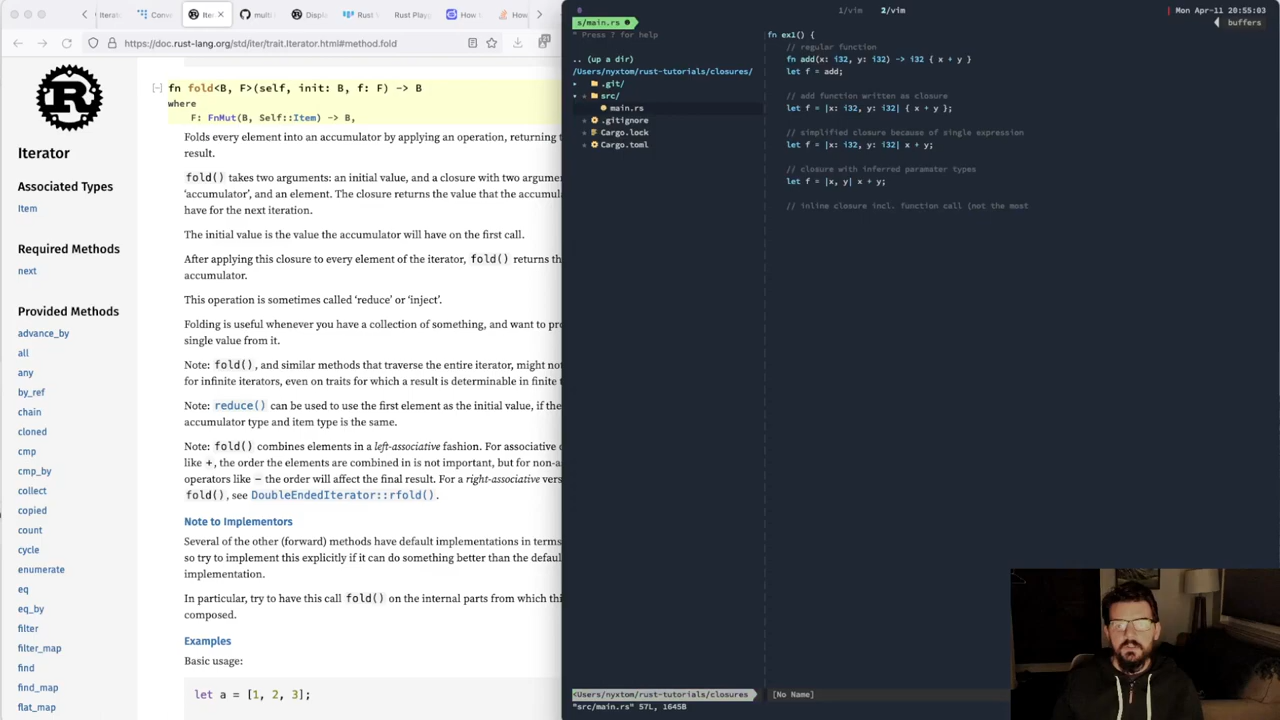 Iterato
Conv
Ite
multi
Displa
Rust
Rust Playg
How t
How
https://doc.rust-lang.org/std/iter/trait.Iterator.html#method.fold
Iterator
Associated Types
Item
Required Methods
next
Provided Methods
advance_by
all
any
by_ref
chain
cloned
cmp
cmp_by
collect
copied
count
cycle
enumerate
eq
eq_by
filter
filter_map
find
find_map
flat_map
[-] fn fold<B, F>(self, init: B, f: F) -> B
where
F: FnMut(B, Self::Item) -> B,
Folds every element into an accumulator by applying an operation, returning t
result.
fold() takes two arguments: an initial value, and a closure with two argume
'accumulator', and an element. The closure returns the value that the accumula
have for the next iteration.
The initial value is the value the accumulator will have on the first call.
After applying this closure to every element of the iterator, fold() returns th
accumulator.
This operation is sometimes called 'reduce' or 'inject'.
Folding is useful whenever you have a collection of something, and want to pro
single value from it.
Note: fold(), and similar methods that traverse the entire iterator, might not
for infinite iterators, even on traits for which a result is determinable in finite t
Note: reduce() can be used to use the first element as the initial value, if the
accumulator type and item type is the same.
Note: fold() combines elements in a left-associative fashion. For associative o
like +, the order the elements are combined in is not important, but for non-a
operators like - the order will affect the final result. For a right-associative vers
fold(), see DoubleEndedIterator::rfold().
Note to Implementors
Several of the other (forward) methods have default implementations in terms
so try to implement this explicitly if it can do something better than the defau
implementation.
In particular, try to have this call fold() on the internal parts from which this
composed.
Examples
Basic usage:
let a = [1, 2, 3];
0
1/vim
2/vim
Mon Apr-11 20:55:03
s/main.rs
buffers
" Press ? for help
.. (up a dir)
/Users/nyxtom/rust-tutorials/closures/
.git/
src/
main.rs
.gitignore
Cargo.lock
Cargo.toml
fn ex1() {
// regular function
fn add(x: i32, y: i32) -> i32 { x + y }
let f = add;
// add function written as closure
let f = |x: i32, y: i32| { x + y };
// simplified closure because of single expression
let f = |x: i32, y: i32| x + y;
// closure with inferred paramater types
let f = |x, y| x + y;
// inline closure incl. function call (not the most
<Users/nyxtom/rust-tutorials/closures
[No Name]
"src/main.rs" 57L, 1645B